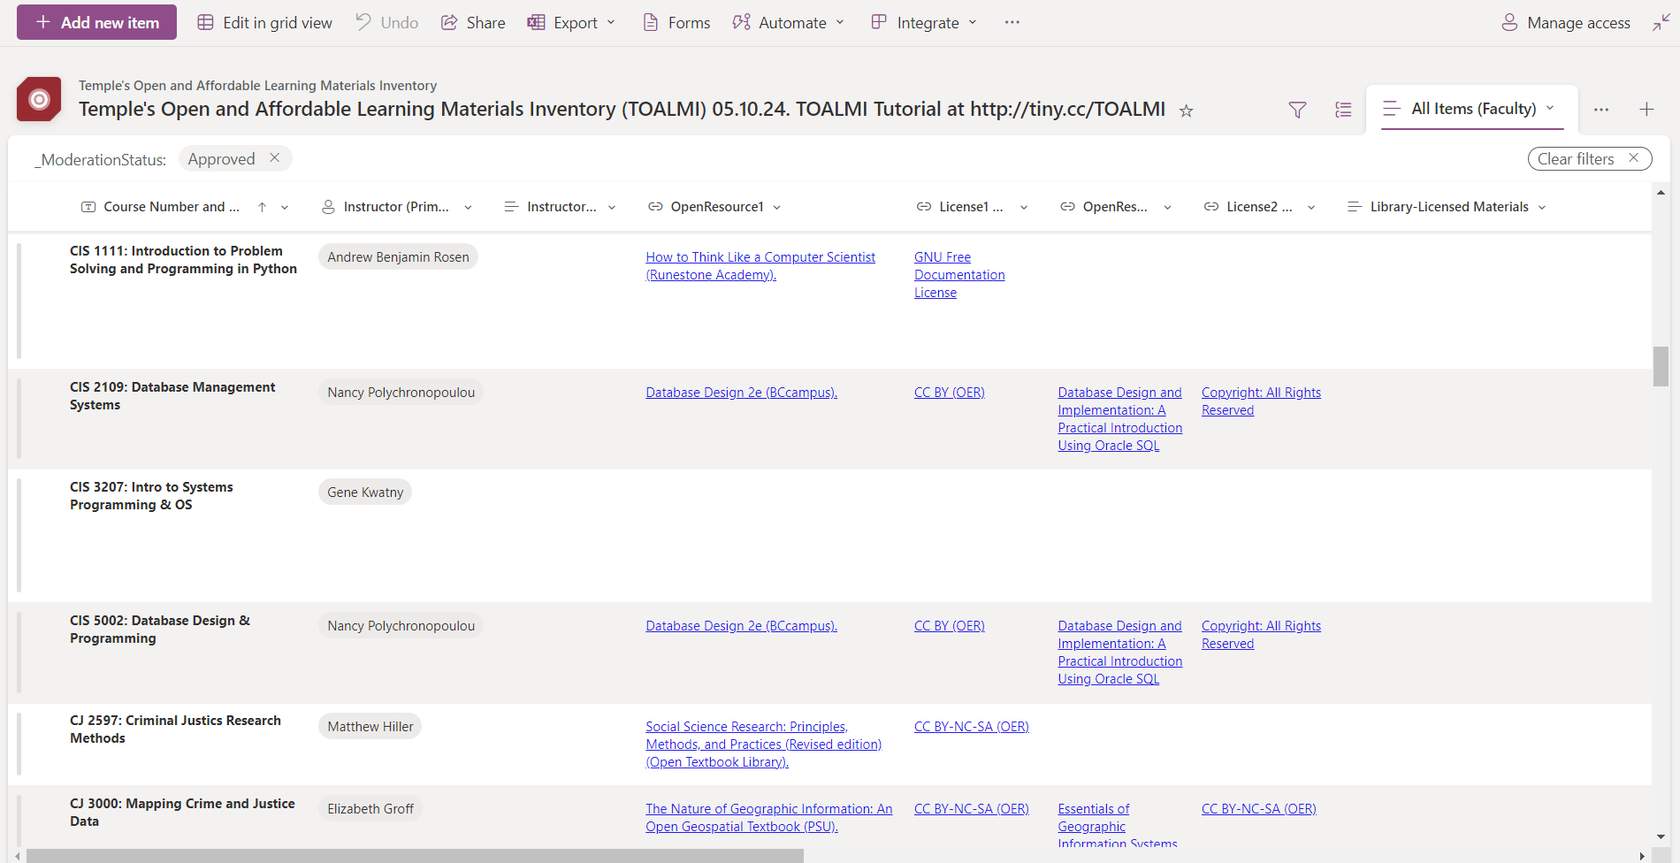 Add new item Edit in grid view Undo Share Export Forms Automate Integrate ... Manage access
Temple's Open and Affordable Learning Materials Inventory
Temple's Open and Affordable Learning Materials Inventory (TOALMI) 05.10.24. TOALMI Tutorial at http://tiny.cc/TOALMI
All Items (Faculty) ...
_ModerationStatus: Approved Clear filters
Course Number and ... Instructor (Prim... Instructor... OpenResource1 License1 ... OpenRes... License2 ... Library-Licensed Materials
CIS 1111: Introduction to Problem
Solving and Programming in Python
Andrew Benjamin Rosen
How to Think Like a Computer Scientist
(Runestone Academy).
GNU Free
Documentation
License
CIS 2109: Database Management
Systems
Nancy Polychronopoulou
Database Design 2e (BCcampus).
CC BY (OER)
Database Design and
Implementation: A
Practical Introduction
Using Oracle SQL
Copyright: All Rights
Reserved
CIS 3207: Intro to Systems
Programming & OS
Gene Kwatny
CIS 5002: Database Design &
Programming
Nancy Polychronopoulou
Database Design 2e (BCcampus).
CC BY (OER)
Database Design and
Implementation: A
Practical Introduction
Using Oracle SQL
Copyright: All Rights
Reserved
CJ 2597: Criminal Justics Research
Methods
Matthew Hiller
Social Science Research: Principles,
Methods, and Practices (Revised edition)
(Open Textbook Library).
CC BY-NC-SA (OER)
CJ 3000: Mapping Crime and Justice
Data
Elizabeth Groff
The Nature of Geographic Information: An
Open Geospatial Textbook (PSU).
CC BY-NC-SA (OER)
Essentials of
Geographic
Information Systems
CC BY-NC-SA (OER)